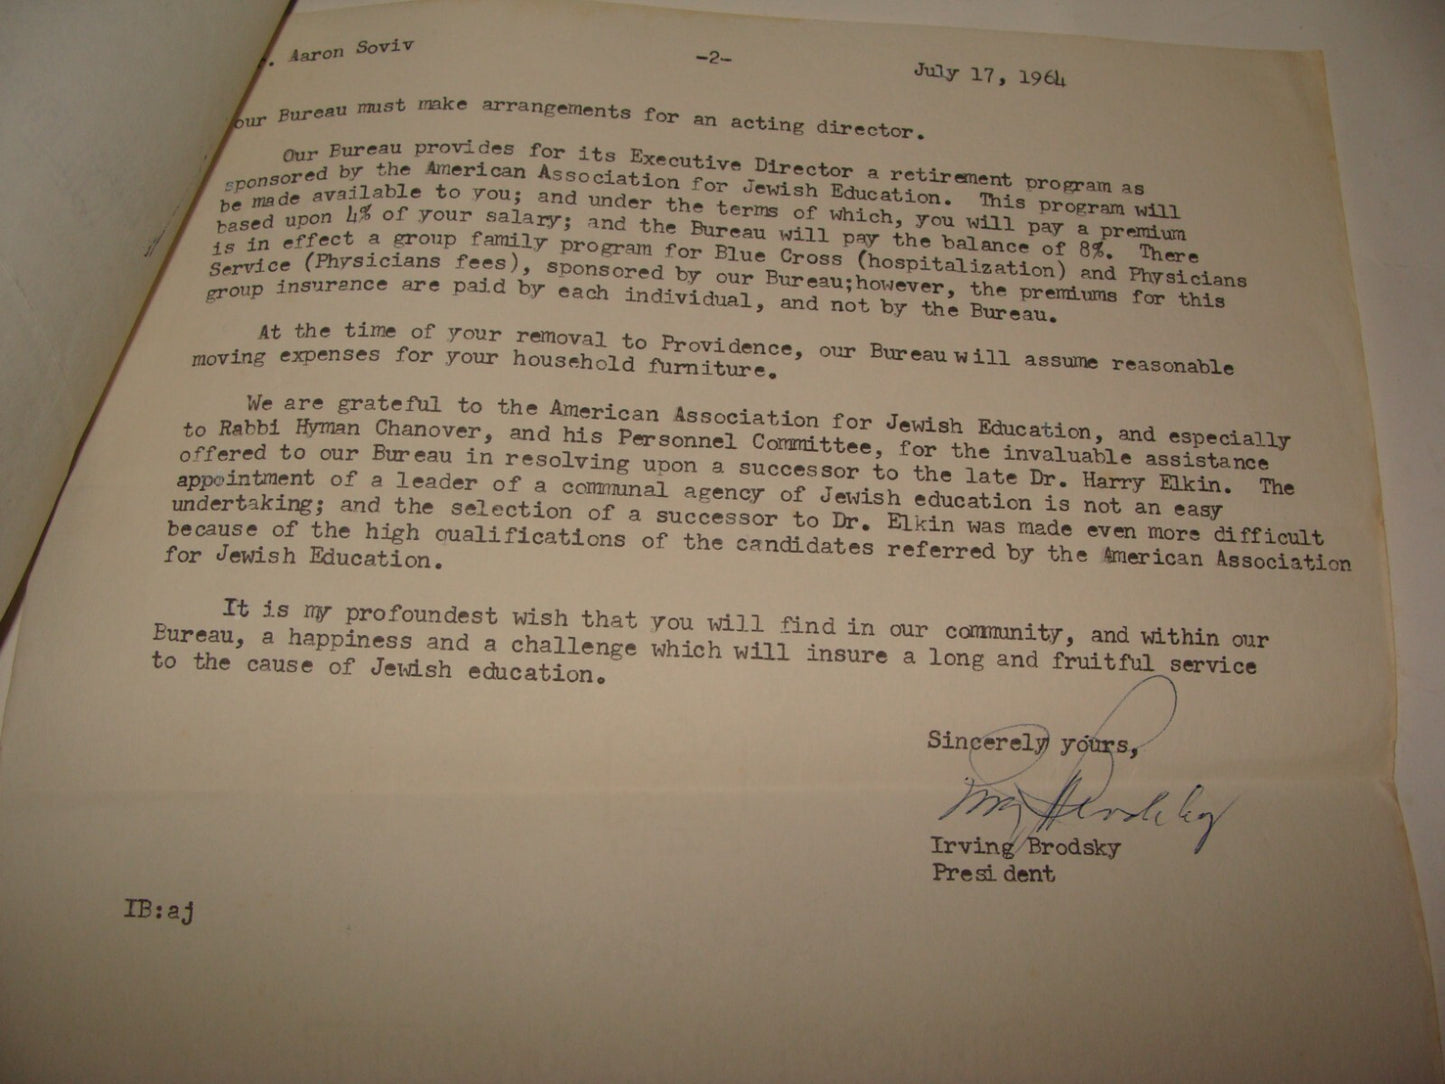 . Aaron Soviv -2- July 17, 1964
our Bureau must make arrangements for an acting director.
Our Bureau provides for its Executive Director a retirement program as
sponsored by the American Association for Jewish Education. This program will
be made available to you; and under the terms of which, you will pay a premium
based upon 4% of your salary; and the Bureau will pay the balance of 8%. There
is in effect a group family program for Blue Cross (hospitalization) and Physicians
Service (Physicians fees), sponsored by our Bureau;however, the premiums for this
group insurance are paid by each individual, and not by the Bureau.
At the time of your removal to Providence, our Bureau will assume reasonable
moving expenses for your household furniture.
We are grateful to the American Association for Jewish Education, and especially
to Rabbi Hyman Chanover, and his Personnel Committee, for the invaluable assistance
offered to our Bureau in resolving upon a successor to the late Dr. Harry Elkin. The
appointment of a leader of a communal agency of Jewish education is not an easy
undertaking; and the selection of a successor to Dr. Elkin was made even more difficult
because of the high qualifications of the candidates referred by the American Association
for Jewish Education.
It is my profoundest wish that you will find in our community, and within our
Bureau, a happiness and a challenge which will insure a long and fruitful service
to the cause of Jewish education.
Sincerely yours,
Irving Brodsky
Irving Brodsky
President
IB:aj